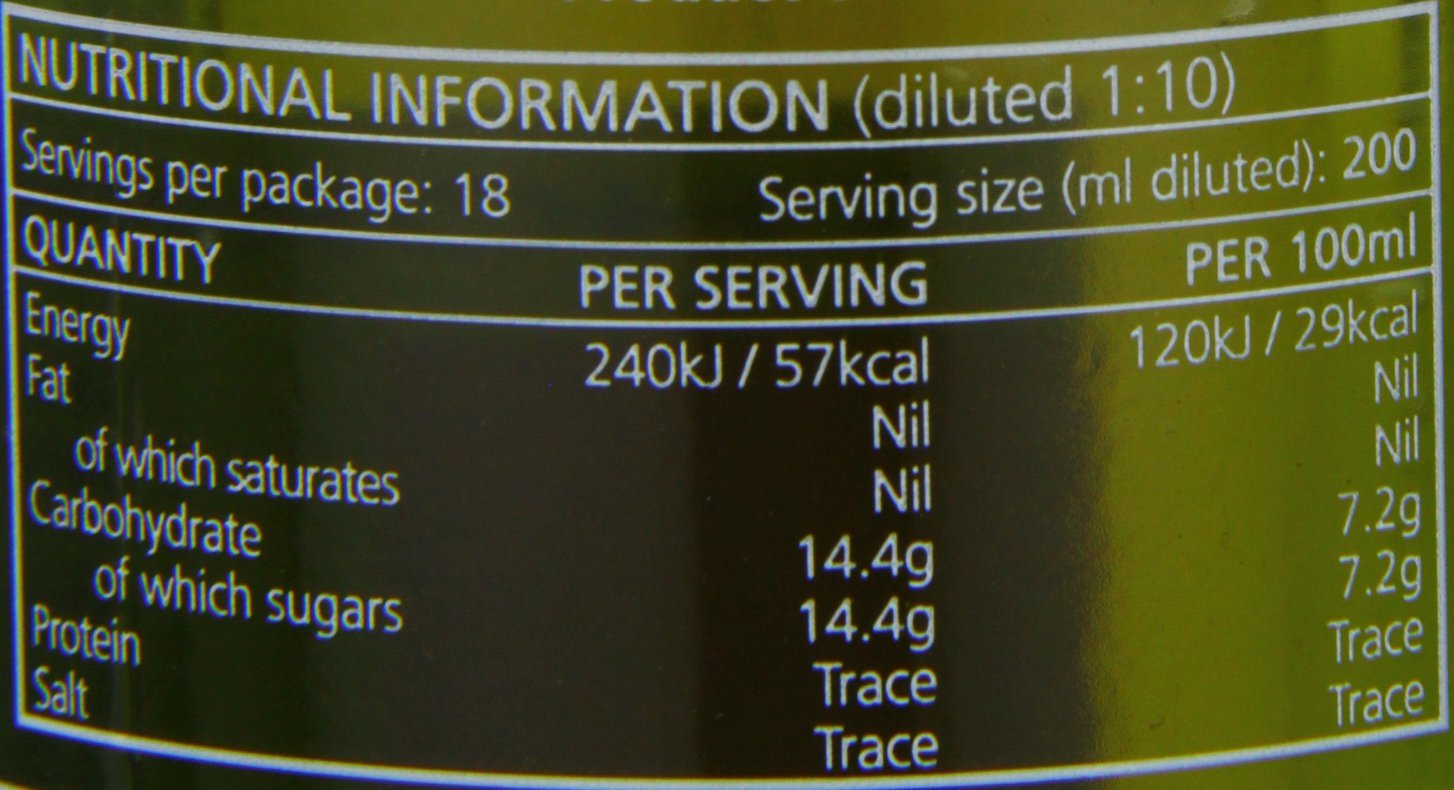 NUTRITIONAL INFORMATION (diluted 1:10)
Servings per package: 18 Serving size (ml diluted): 200
QUANTITY PER SERVING PER 100ml
Energy 240kJ / 57kcal 120kJ / 29kcal
Fat Nil Nil
of which saturates Nil Nil
Carbohydrate 14.4g 7.2g
of which sugars 14.4g 7.2g
Protein Trace Trace
Salt Trace Trace